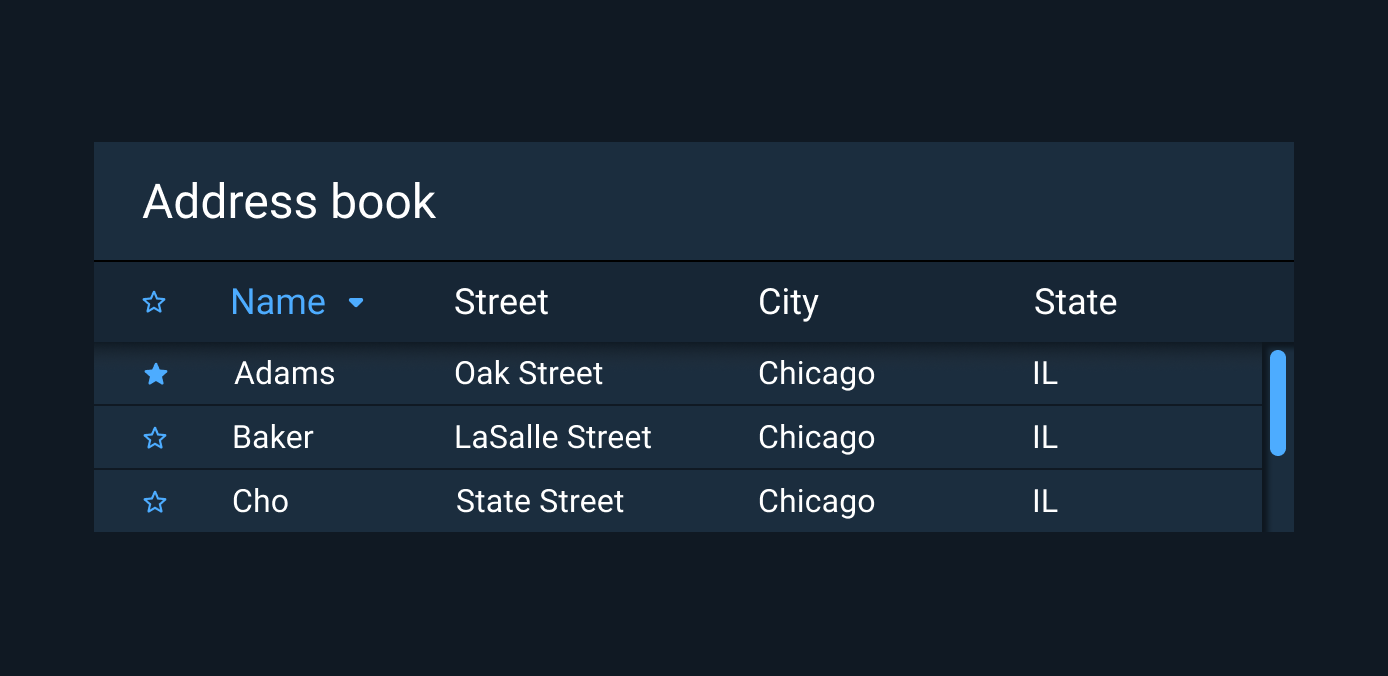 Address book
Name Street City State
Adams Oak Street Chicago IL
Baker LaSalle Street Chicago IL
Cho State Street Chicago IL